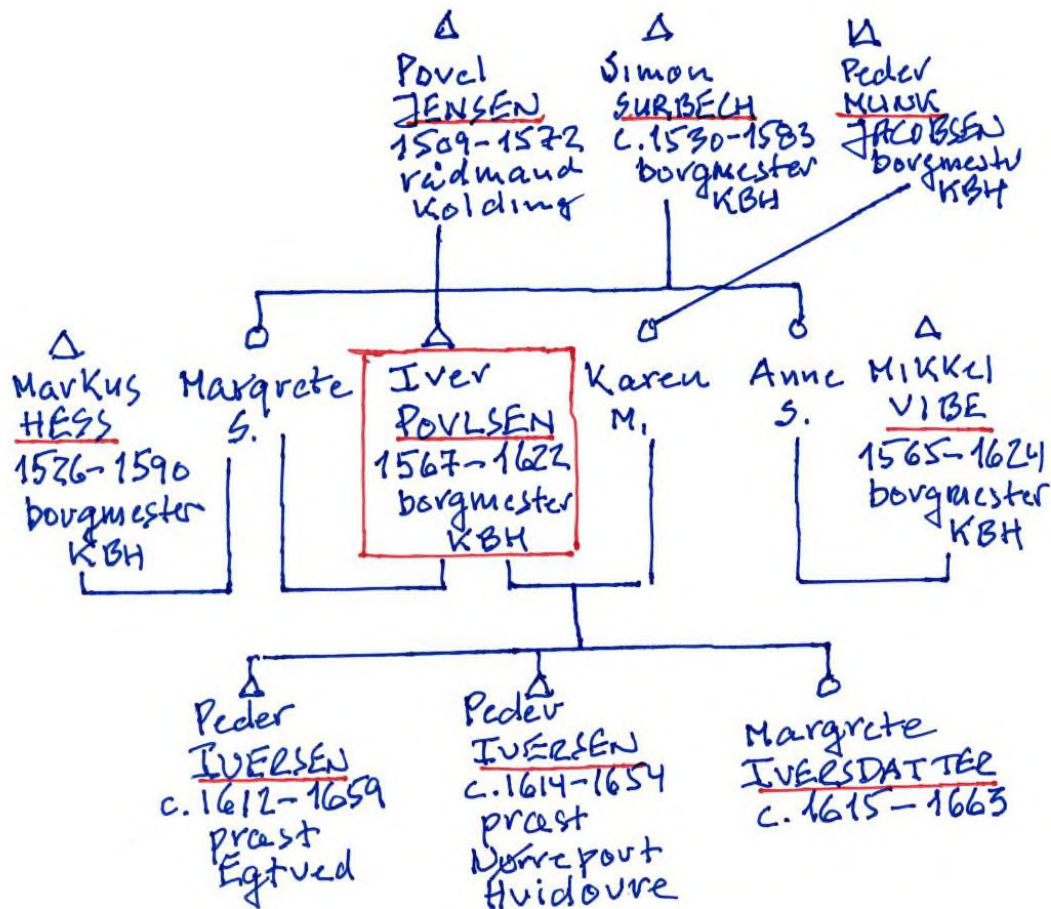 Povel
JENSEN
1509-1572
rådmand
Kolding
Simon
SURBECH
c.1530-1583
borgmester
KBH
Peder
MUNK
JACOBSEN
borgmester
KBH
Markus
HESS
1526-1590
borgmester
KBH
Margrete
S.
Iver
POVLSEN
1567-1622
borgmester
KBH
Karen
M.
Anne
S.
MIKKel
VIBE
1565-1624
borgmester
KBH
Peder
IVERSEN
c.1612-1659
præst
Egtved
Peder
IVERSEN
c.1614-1654
præst
Nørreport
Hvidovre
Margrete
IVERSDATTER
c.1615-1663